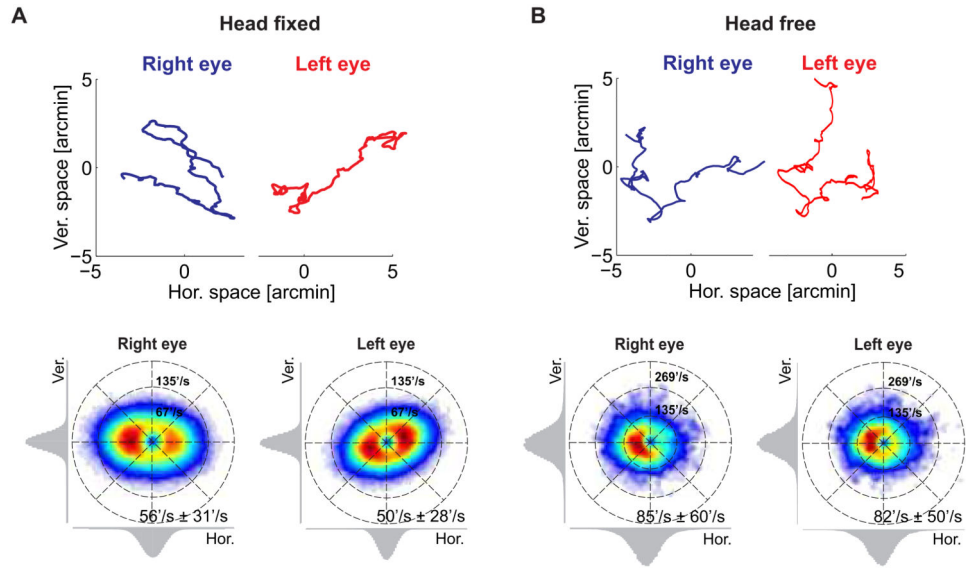 A
Head fixed
Right eye
Left eye
5
0
−5
Ver. space [arcmin]
−5
0
0
5
Hor. space [arcmin]
B
Head free
Right eye
Left eye
5
0
−5
Ver. space [arcmin]
−5
0
0
5
Hor. space [arcmin]
Right eye
Ver.
135'/s
67'/s
56'/s ± 31'/s
Hor.
Left eye
135'/s
67'/s
50'/s ± 28'/s
Hor.
Right eye
Ver.
269'/s
135'/s
85'/s ± 60'/s
Hor.
Left eye
269'/s
135'/s
82'/s ± 50'/s
Hor.